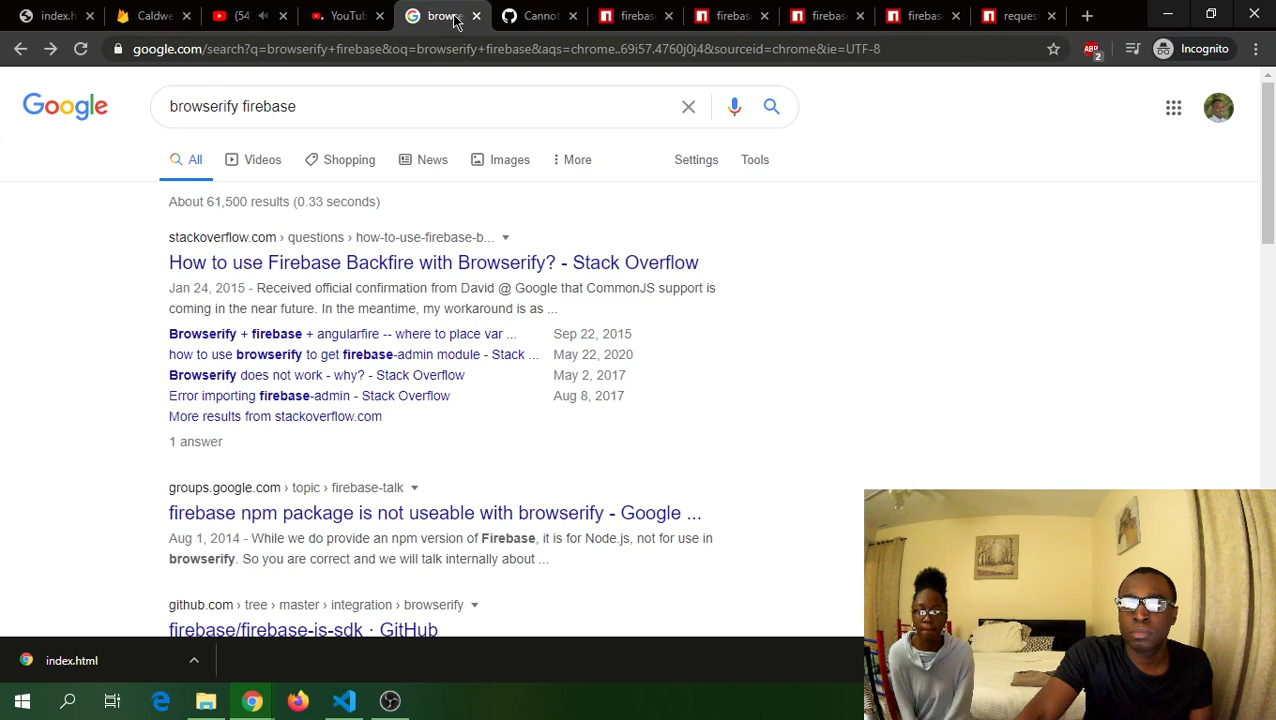 index.h
Caldwe
(54
YouTub
brows
Canno
firebas
firebas
firebas
firebas
reques
google.com/search?q=browserify+firebase&oq=browserify+firebase&aqs=chrome..69i57.4760j0j4&sourceid=chrome&ie=UTF-8
ABP
2
Incognito
Google
browserify firebase
All
Videos
Shopping
News
Images
More
Settings
Tools
About 61,500 results (0.33 seconds)
stackoverflow.com › questions › how-to-use-firebase-b...
How to use Firebase Backfire with Browserify? - Stack Overflow
Jan 24, 2015 - Received official confirmation from David @ Google that CommonJS support is
coming in the near future. In the meantime, my workaround is as ...
Browserify + firebase + angularfire -- where to place var ... Sep 22, 2015
how to use browserify to get firebase-admin module - Stack ... May 22, 2020
Browserify does not work - why? - Stack Overflow May 2, 2017
Error importing firebase-admin - Stack Overflow Aug 8, 2017
More results from stackoverflow.com
1 answer
groups.google.com › topic › firebase-talk
firebase npm package is not useable with browserify - Google ...
Aug 1, 2014 - While we do provide an npm version of Firebase, it is for Node.js, not for use in
browserify. So you are correct and we will talk internally about ...
github.com › tree › master › integration › browserify
firebase/firebase-js-sdk · GitHub
index.html